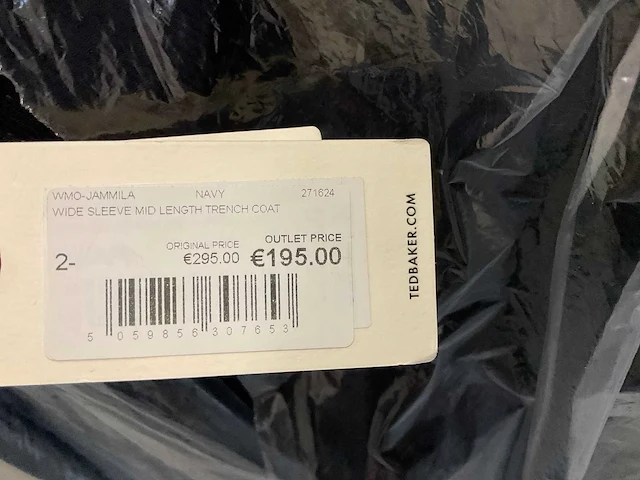 WMO-JAMMILA NAVY 271624
WIDE SLEEVE MID LENGTH TRENCH COAT
ORIGINAL PRICE OUTLET PRICE
2- €295.00 €195.00
5 059856 307653
TEDBAKER.COM